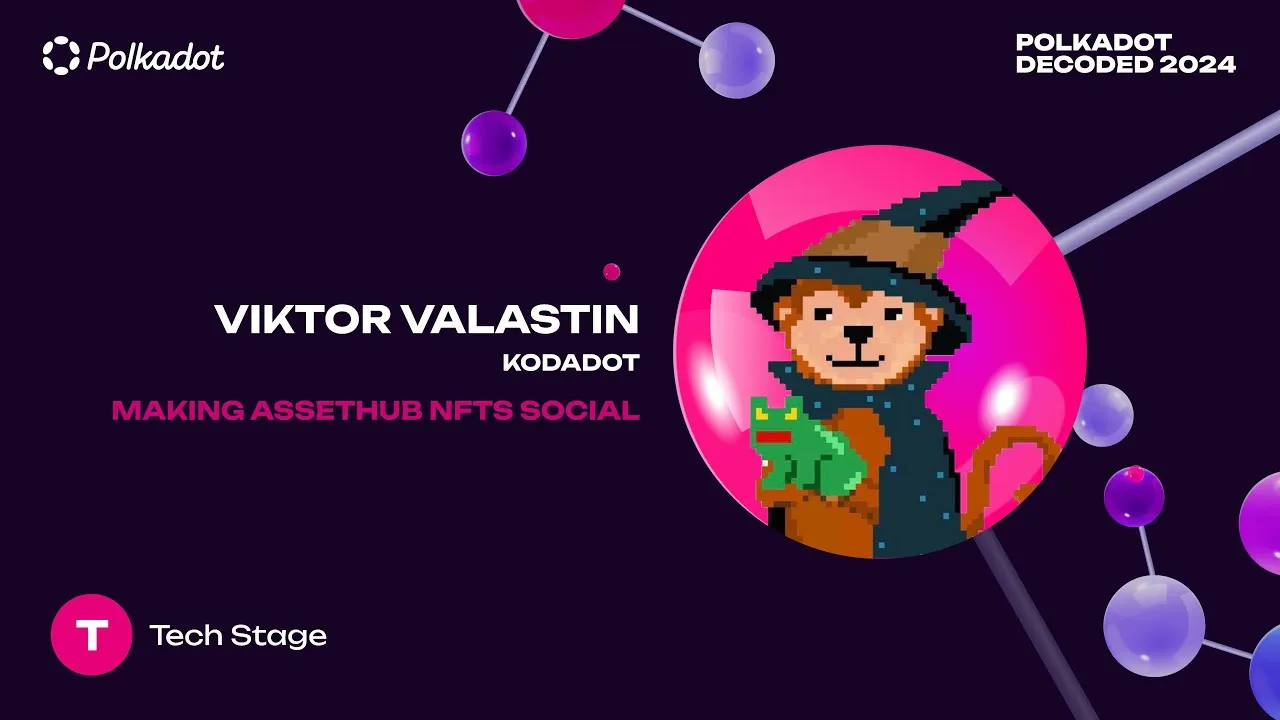 Polkadot
POLKADOT
DECODED 2024
VIKTOR VALASTIN
KODADOT
MAKING ASSETHUB NFTS SOCIAL
T
Tech Stage